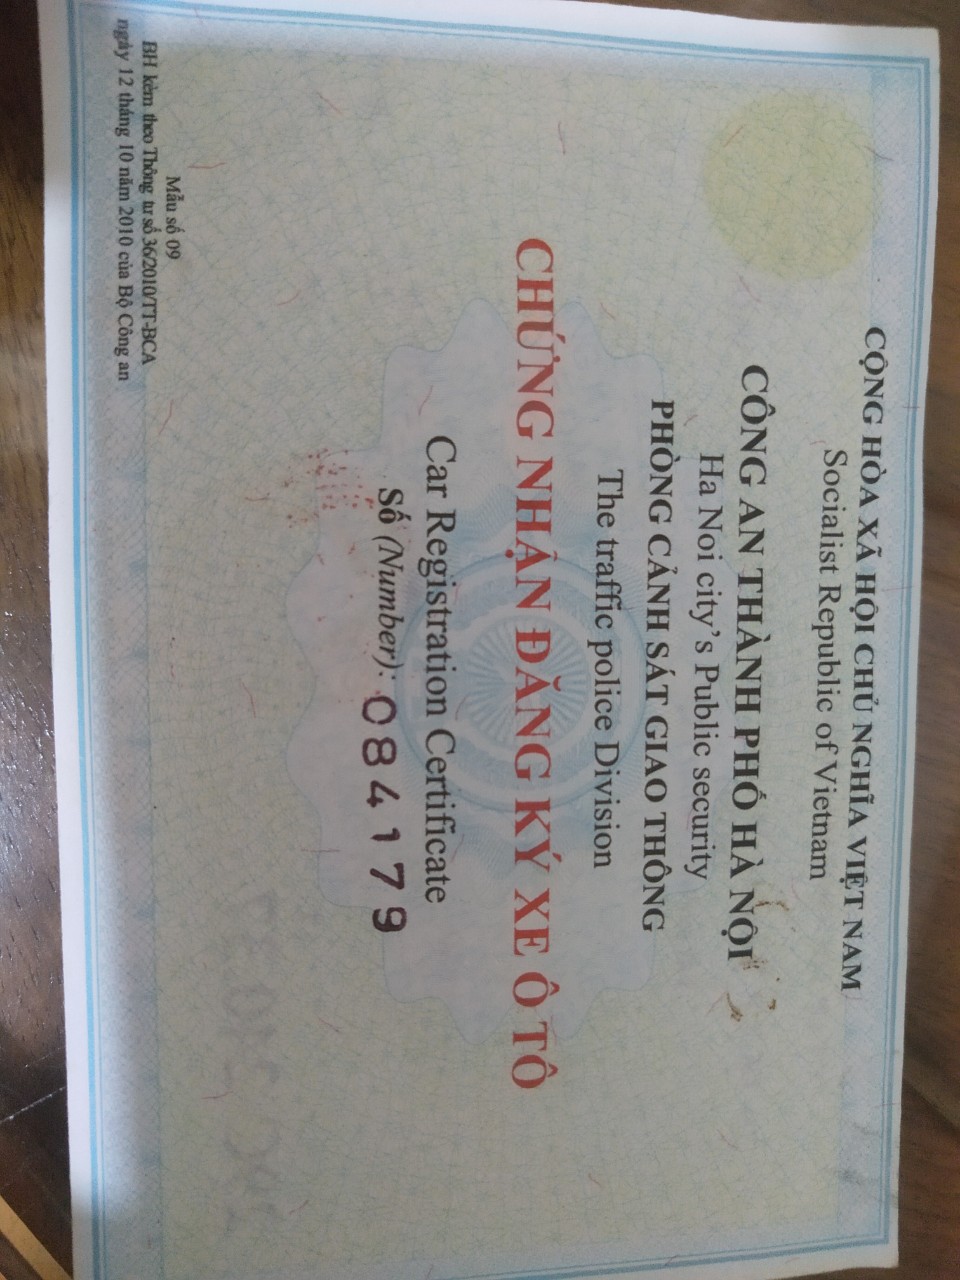 CỘNG HÒA XÃ HỘI CHỦ NGHĨA VIỆT NAM
Socialist Republic of Vietnam
CÔNG AN THÀNH PHỐ HÀ NỘI
Ha Noi city's Public security
PHÒNG CẢNH SÁT GIAO THÔNG
The traffic police Division
CHỨNG NHẬN ĐĂNG KÝ XE Ô TÔ
Car Registration Certificate
Số (Number): 084179
Mẫu số 09
BH kèm theo Thông tư số 36/2010/TT-BCA
ngày 12 tháng 10 năm 2010 của Bộ Công an